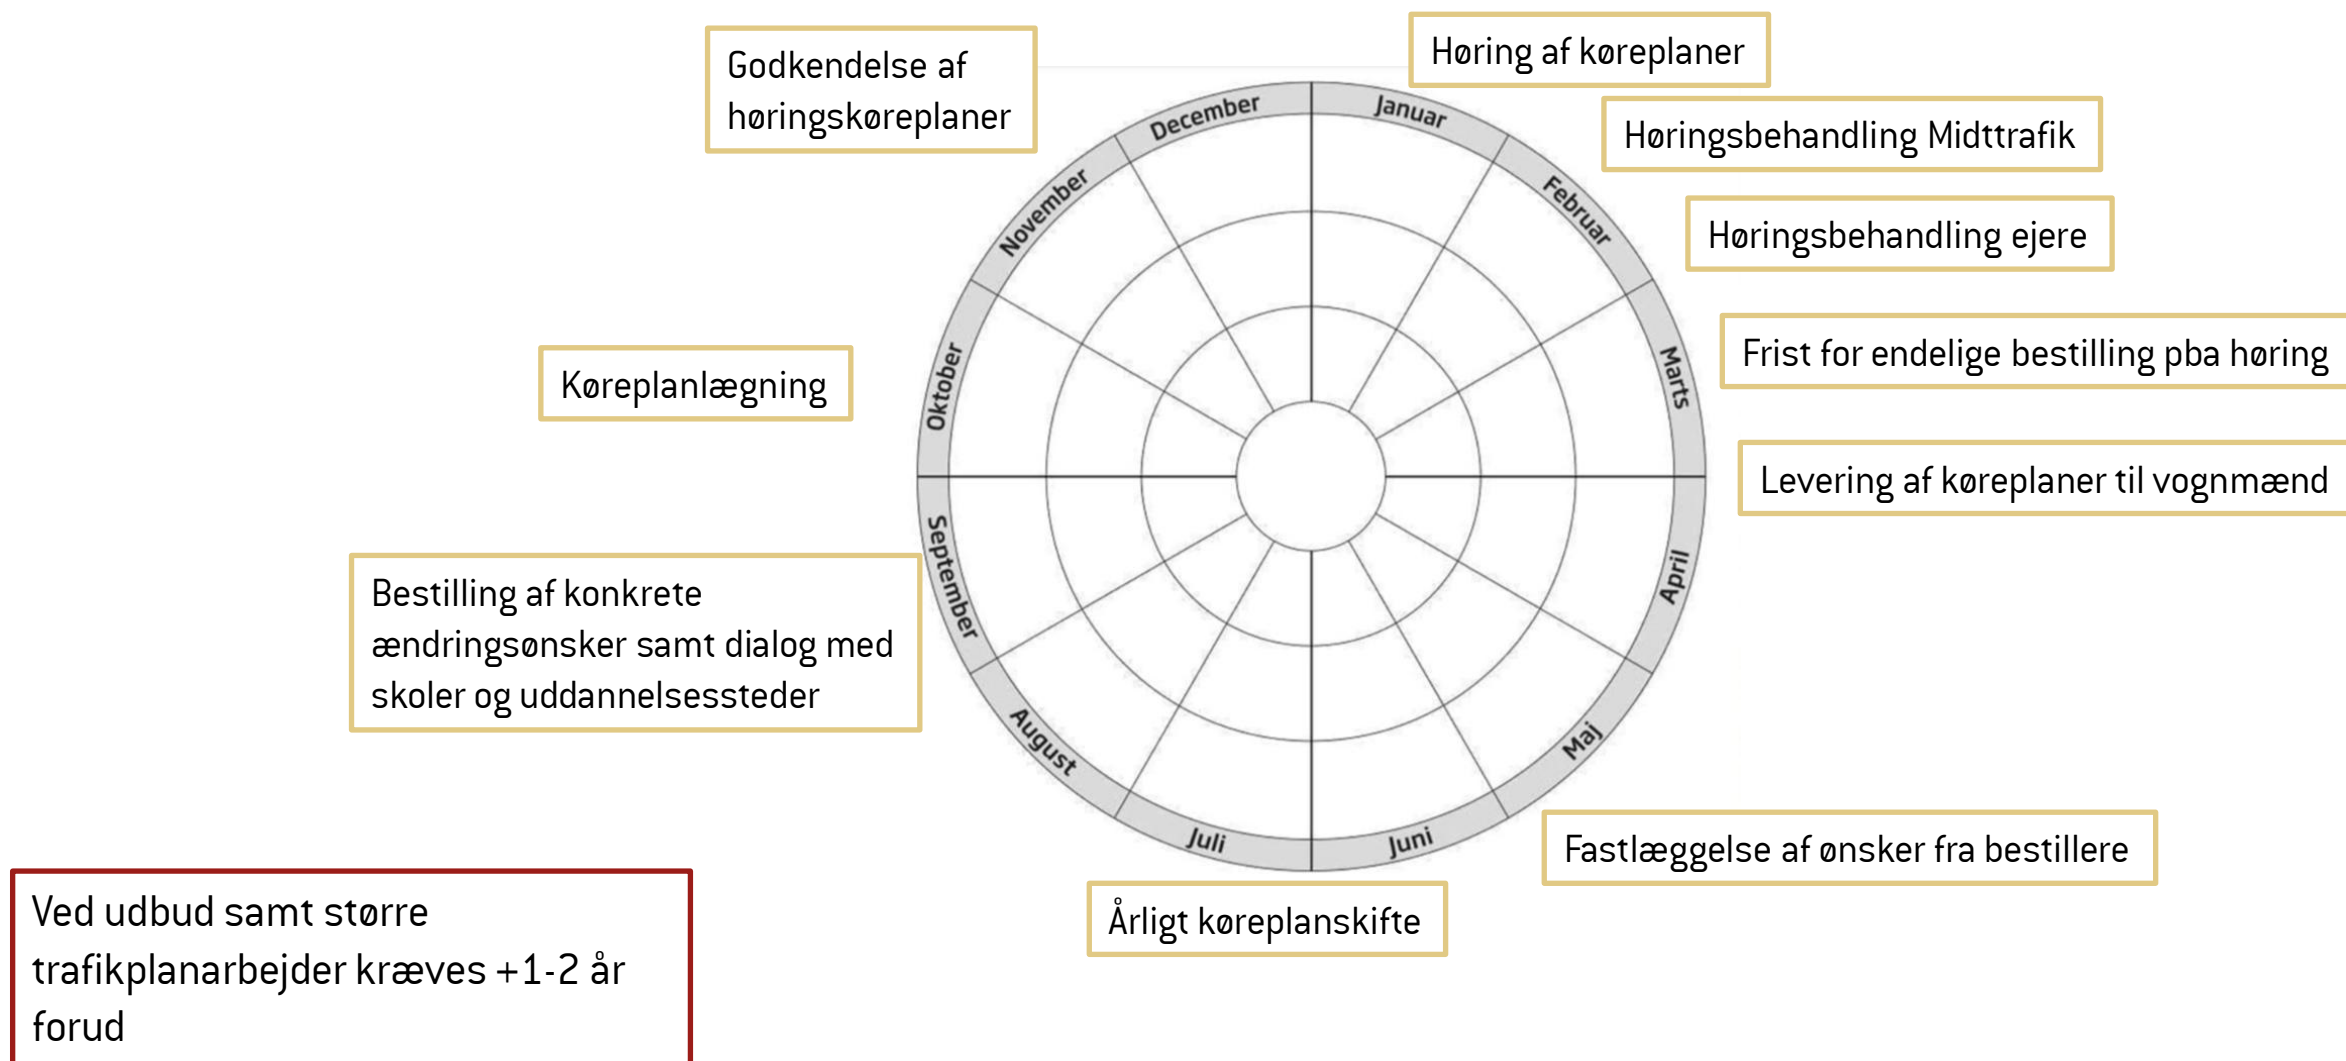 Godkendelse af
høringskøreplaner
Høring af køreplaner
Høringsbehandling Midttrafik
Høringsbehandling ejere
Frist for endelige bestilling pba høring
Levering af køreplaner til vognmænd
Fastlæggelse af ønsker fra bestillere
Årligt køreplanskifte
Bestilling af konkrete
ændringsønsker samt dialog med
skoler og uddannelsessteder
Køreplanlægning
Januar
Februar
Marts
April
Maj
Juni
Juli
August
September
Oktober
November
December
Ved udbud samt større
trafikplanarbejder kræves +1-2 år
forud